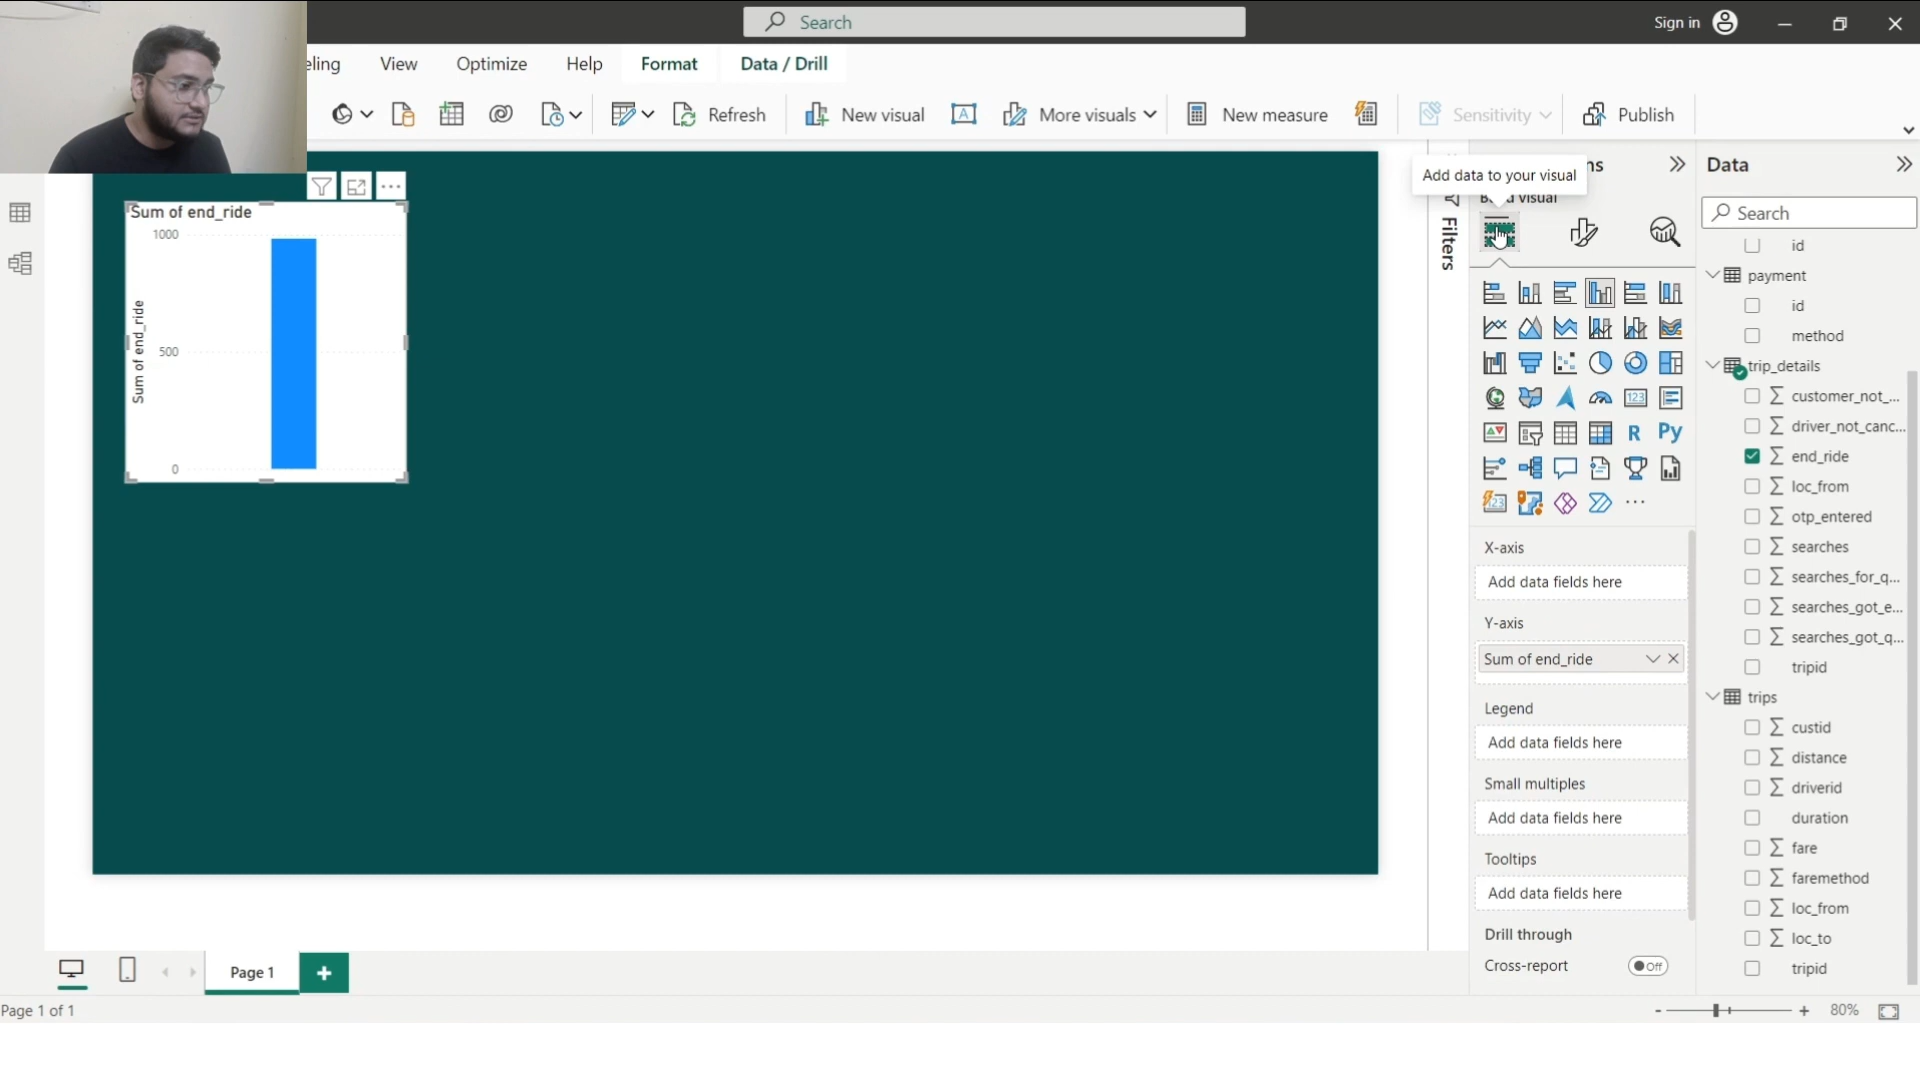 Search
Sign in
eling
View
Optimize
Help
Format
Data / Drill
Refresh
New visual
More visuals
New measure
Sensitivity
Publish
Add data to your visual
ns
Build visual
Filters
Sum of end_ride
1000
500
0
Sum of end_ride
X-axis
Add data fields here
Y-axis
Sum of end_ride
Legend
Add data fields here
Small multiples
Add data fields here
Tooltips
Add data fields here
Drill through
Cross-report
Off
Data
Search
id
payment
id
method
trip_details
customer_not_...
driver_not_canc...
end_ride
loc_from
otp_entered
searches
searches_for_q...
searches_got_e...
searches_got_q...
tripid
trips
custid
distance
driverid
duration
fare
faremethod
loc_from
loc_to
tripid
R
Py
123
123
A
Page 1
Page 1 of 1
80%